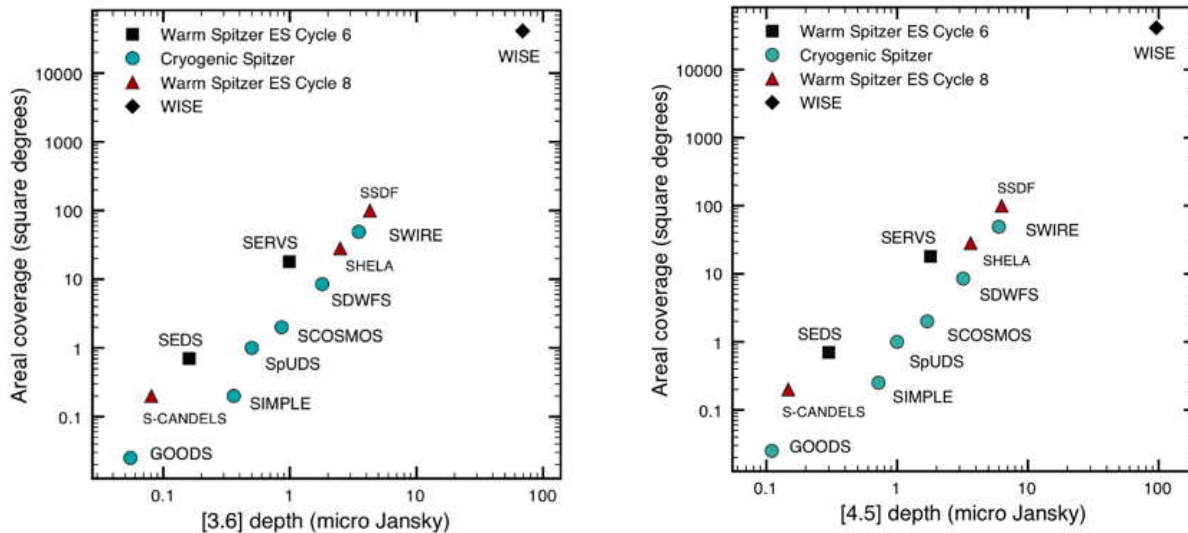 Warm Spitzer ES Cycle 6
Cryogenic Spitzer
Warm Spitzer ES Cycle 8
WISE
WISE
SSDF
SERVS
SWIRE
SHELA
SDWFS
SEDS
SCOSMOS
SpUDS
S-CANDELS
SIMPLE
GOODS
10000
1000
100
10
1
0.1
Areal coverage (square degrees)
0.1 1 10 100
[3.6] depth (micro Jansky)
Warm Spitzer ES Cycle 6
Cryogenic Spitzer
Warm Spitzer ES Cycle 8
WISE
WISE
SSDF
SERVS
SWIRE
SHELA
SDWFS
SEDS
SCOSMOS
SpUDS
S-CANDELS
SIMPLE
GOODS
10000
1000
100
10
1
0.1
Areal coverage (square degrees)
0.1 1 10 100
[4.5] depth (micro Jansky)